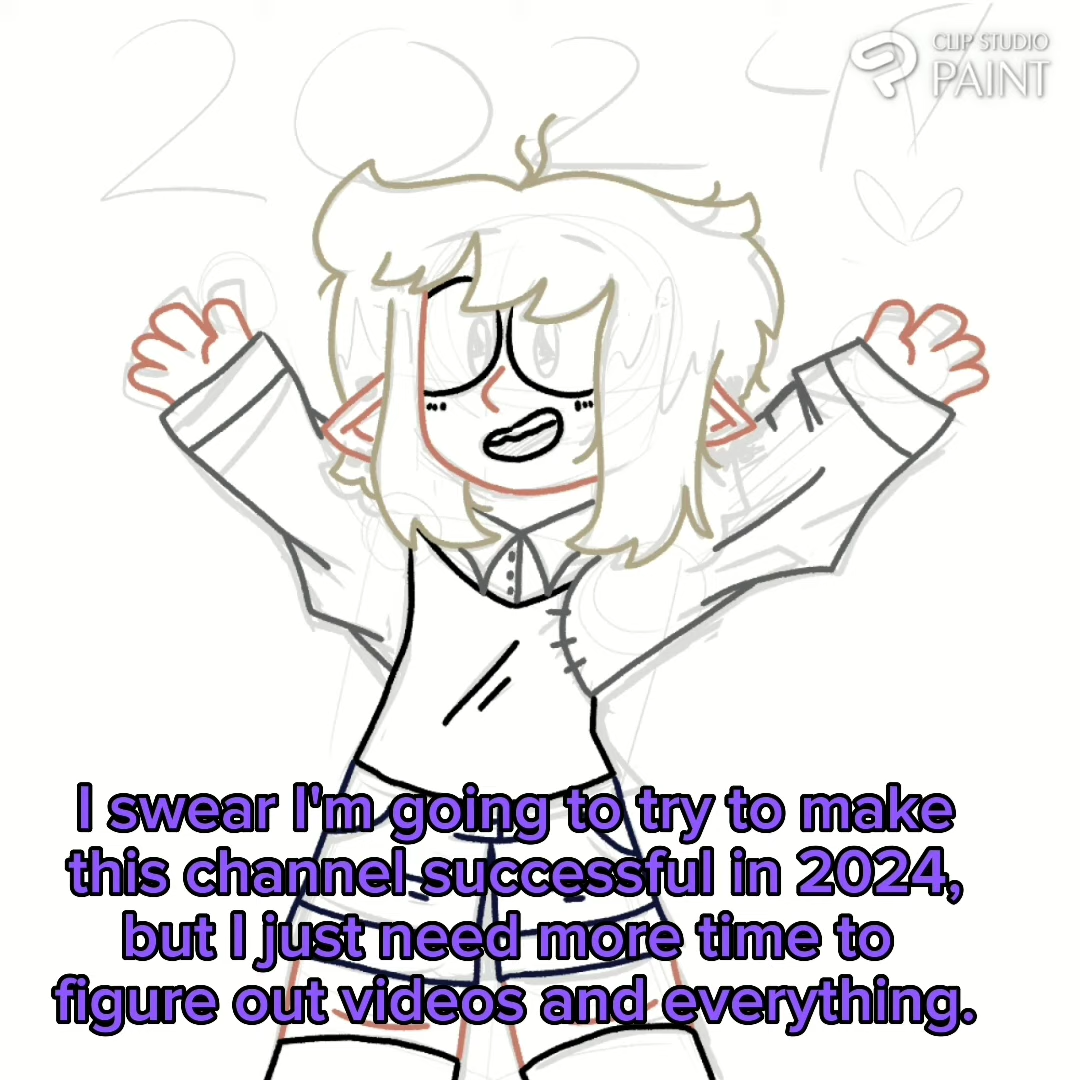 2024
CLIP STUDIO
PAINT
I swear I'm going to try to make
this channel successful in 2024,
but I just need more time to
figure out videos and everything.